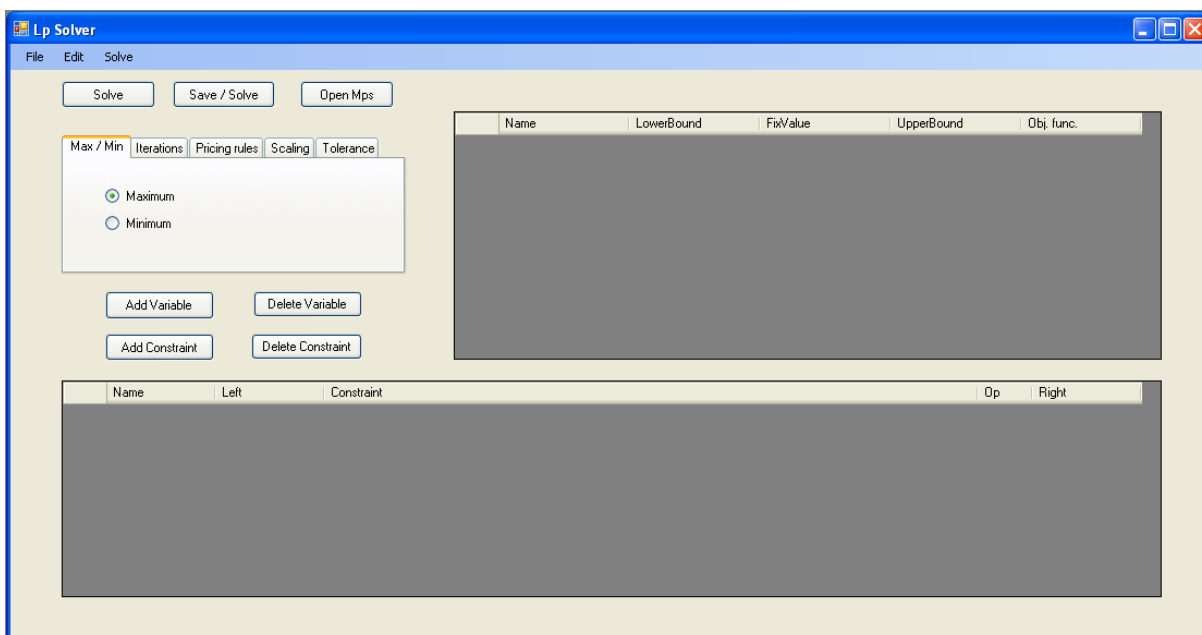 Lp Solver
File Edit Solve
Solve Save / Solve Open Mps
Name LowerBound FixValue UpperBound Obj. func.
Max / Min Iterations Pricing rules Scaling Tolerance
Maximum
Minimum
Add Variable Delete Variable
Add Constraint Delete Constraint
Name Left Constraint Op Right